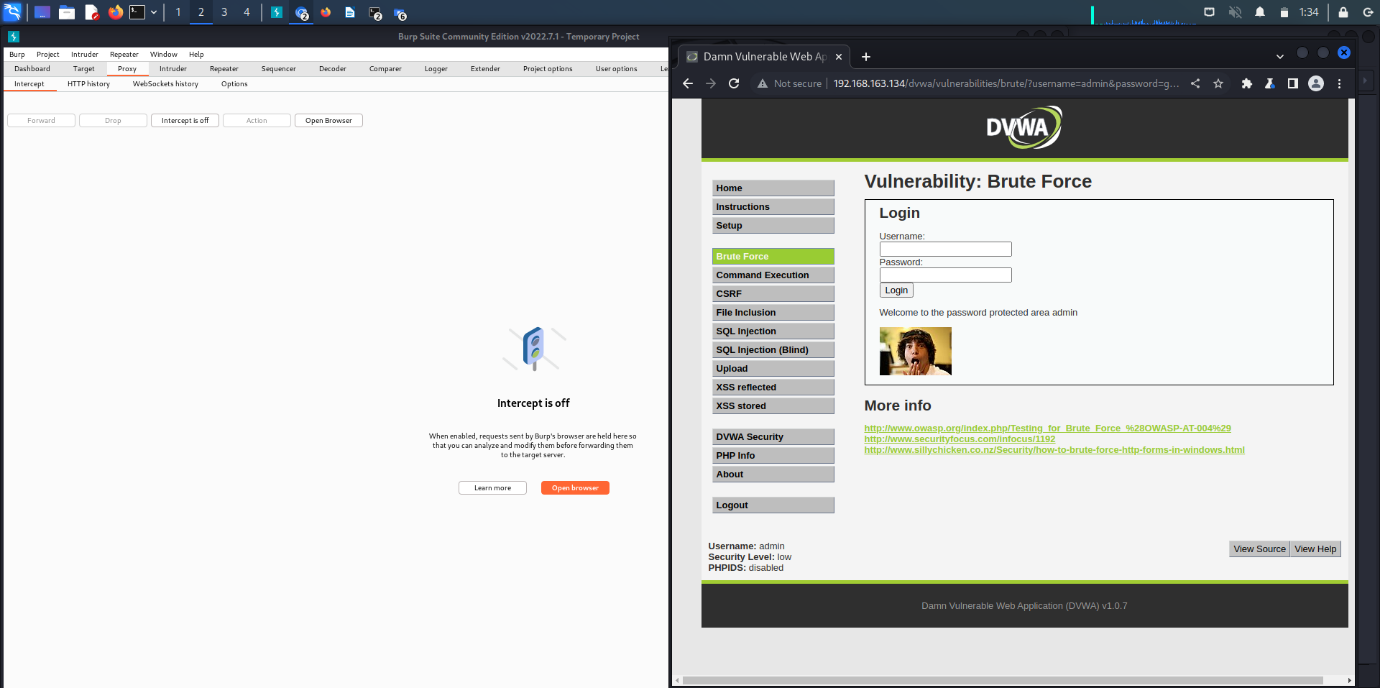 1 2 3 4 2 2 6 1:34
Burp Suite Community Edition v2022.7.1 - Temporary Project
Burp Project Intruder Repeater Window Help
Dashboard Target Proxy Intruder Repeater Sequencer Decoder Comparer Logger Extender Project options User options Le
Intercept HTTP history WebSockets history Options
Forward Drop Intercept is off Action Open Browser
Intercept is off
When enabled, requests sent by Burp's browser are held here so
that you can analyze and modify them before forwarding them
to the target server.
Learn more Open browser
Damn Vulnerable Web Ap
Not secure 192.168.163.134/dvwa/vulnerabilities/brute/?username=admin&password=g...
DVWA
Home
Instructions
Setup
Brute Force
Command Execution
CSRF
File Inclusion
SQL Injection
SQL Injection (Blind)
Upload
XSS reflected
XSS stored
DVWA Security
PHP Info
About
Logout
Vulnerability: Brute Force
Login
Username:
Password:
Login
Welcome to the password protected area admin
More info
http://www.owasp.org/index.php/Testing_for_Brute_Force_%28OWASP-AT-004%29
http://www.securityfocus.com/infocus/1192
http://www.sillychicken.co.nz/Security/how-to-brute-force-http-forms-in-windows.html
Username: admin
Security Level: low
PHPIDS: disabled
View Source View Help
Damn Vulnerable Web Application (DVWA) v1.0.7